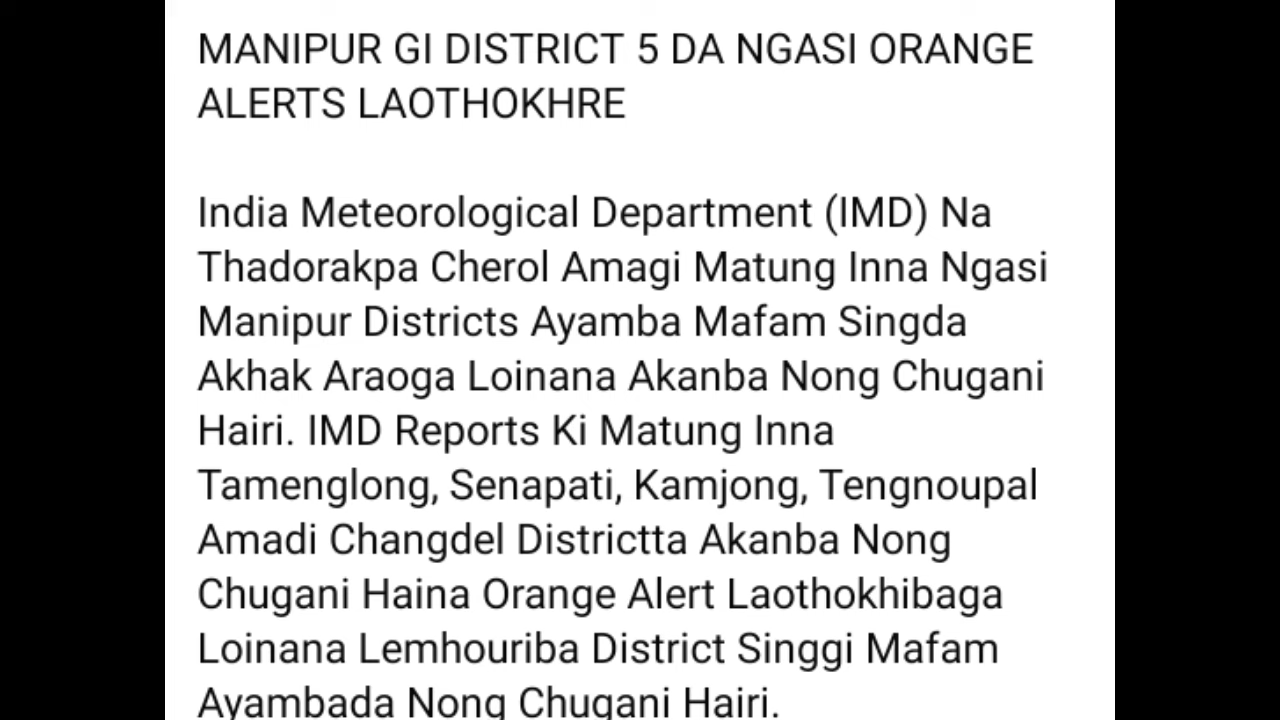 MANIPUR GI DISTRICT 5 DA NGASI ORANGE
ALERTS LAOTHOKHRE
India Meteorological Department (IMD) Na
Thadorakpa Cherol Amagi Matung Inna Ngasi
Manipur Districts Ayamba Mafam Singda
Akhak Araoga Loinana Akanba Nong Chugani
Hairi. IMD Reports Ki Matung Inna
Tamenglong, Senapati, Kamjong, Tengnoupal
Amadi Changdel Districtta Akanba Nong
Chugani Haina Orange Alert Laothokhibaga
Loinana Lemhouriba District Singgi Mafam
Ayambada Nong Chugani Hairi.